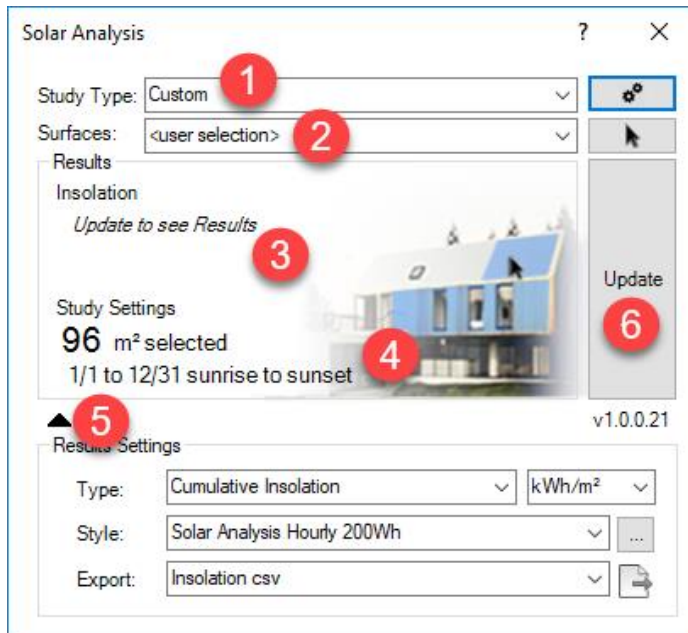 Solar Analysis ? ✕
1
Study Type: Custom
Surfaces: <user selection> 2
Results
Insolation
Update to see Results
3
Study Settings
96 m² selected
4
1/1 to 12/31 sunrise to sunset
Update
6
5
v1.0.0.21
Results Settings
Type: Cumulative Insolation kWh/m²
Style: Solar Analysis Hourly 200Wh ...
Export: Insolation csv